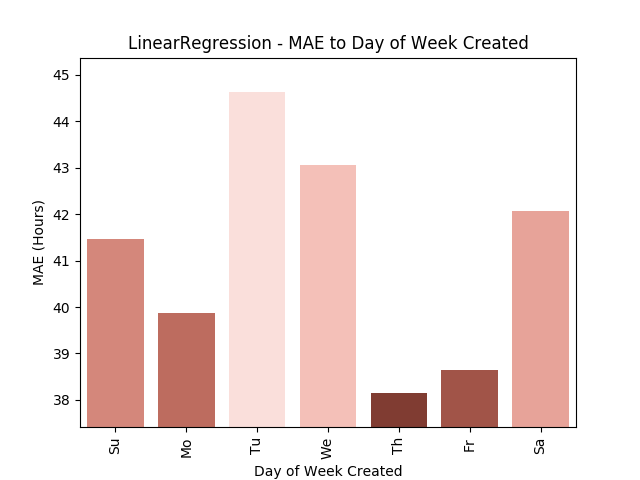 LinearRegression - MAE to Day of Week Created
MAE (Hours)
45
44
43
42
41
40
39
38
Su
Mo
Tu
We
Th
Fr
Sa
Day of Week Created